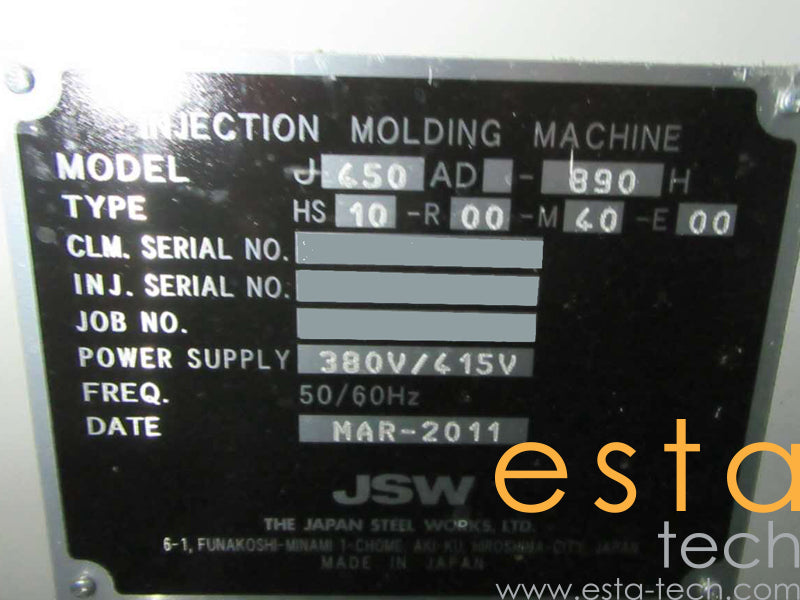 INJECTION MOLDING MACHINE
MODEL J 450 AD - 890 H
TYPE HS 10 -R 00 -M 40 -E 00
CLM. SERIAL NO.
INJ. SERIAL NO.
JOB NO.
POWER SUPPLY 380V/415V
FREQ. 50/60Hz
DATE MAR-2011
JSW
THE JAPAN STEEL WORKS, LTD.
6-1, FUNAKOSHI-MINAMI 1-CHOME, AKI-KU, HIROSHIMA-CITY, JAPAN
MADE IN JAPAN
esta
tech
www.esta-tech.com